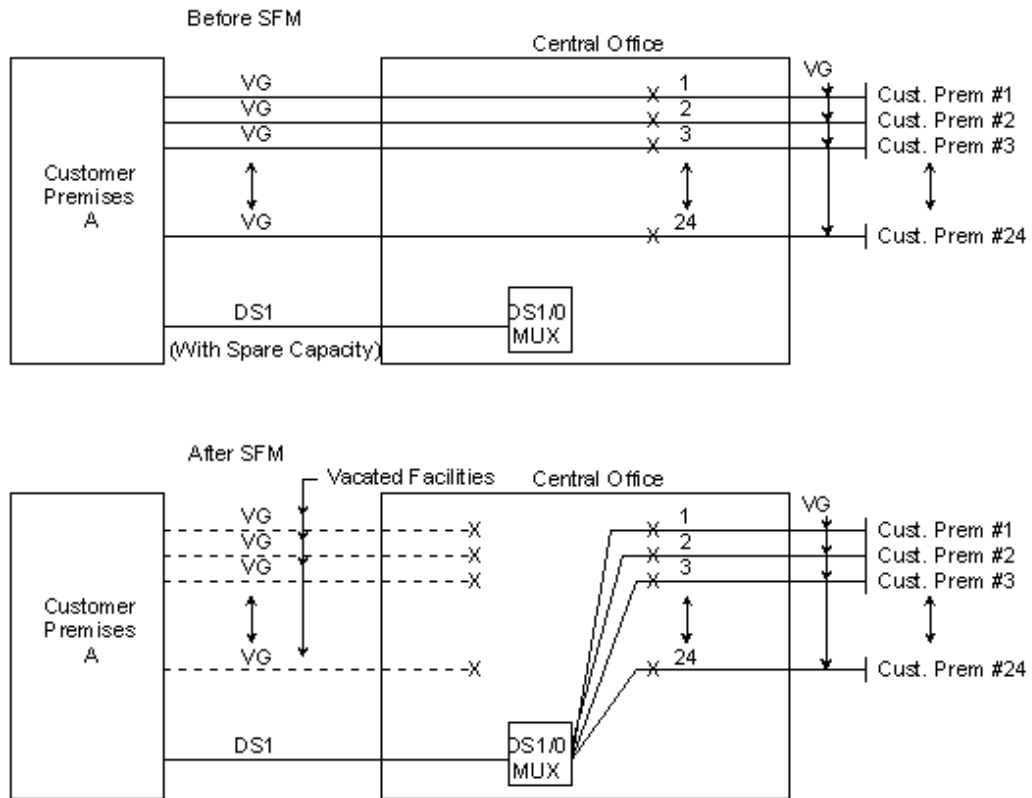 Before SFM
Central Office
VG
VG
1
Cust. Prem #1
VG
2
Cust. Prem #2
VG
3
Cust. Prem #3
Customer
Premises
A
VG
24
Cust. Prem #24
DS1
DS1/0
MUX
(With Spare Capacity)
After SFM
Vacated Facilities
Central Office
VG
VG
1
Cust. Prem #1
VG
2
Cust. Prem #2
VG
3
Cust. Prem #3
Customer
Premises
A
VG
24
Cust. Prem #24
DS1
DS1/0
MUX